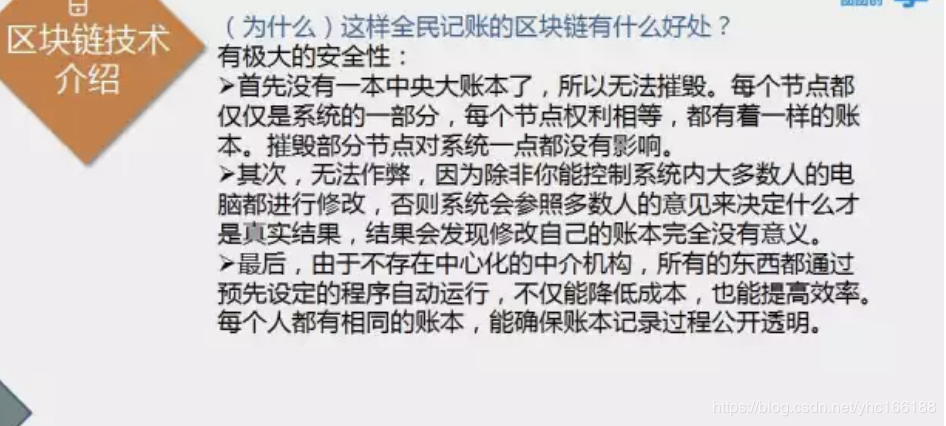 区块链技术
介绍
（为什么）这样全民记账的区块链有什么好处？
有极大的安全性：
➢首先没有一本中央大账本了，所以无法摧毁。每个节点都
仅仅是系统的一部分，每个节点权利相等，都有着一样的账
本。摧毁部分节点对系统一点都没有影响。
➢其次，无法作弊，因为除非你能控制系统内大多数人的电
脑都进行修改，否则系统会参照多数人的意见来决定什么才
是真实结果，结果会发现修改自己的账本完全没有意义。
➢最后，由于不存在中心化的中介机构，所有的东西都通过
预先设定的程序自动运行，不仅能降低成本，也能提高效率。
每个人都有相同的账本，能确保账本记录过程公开透明。
https://blog.csdn.net/yhc166188